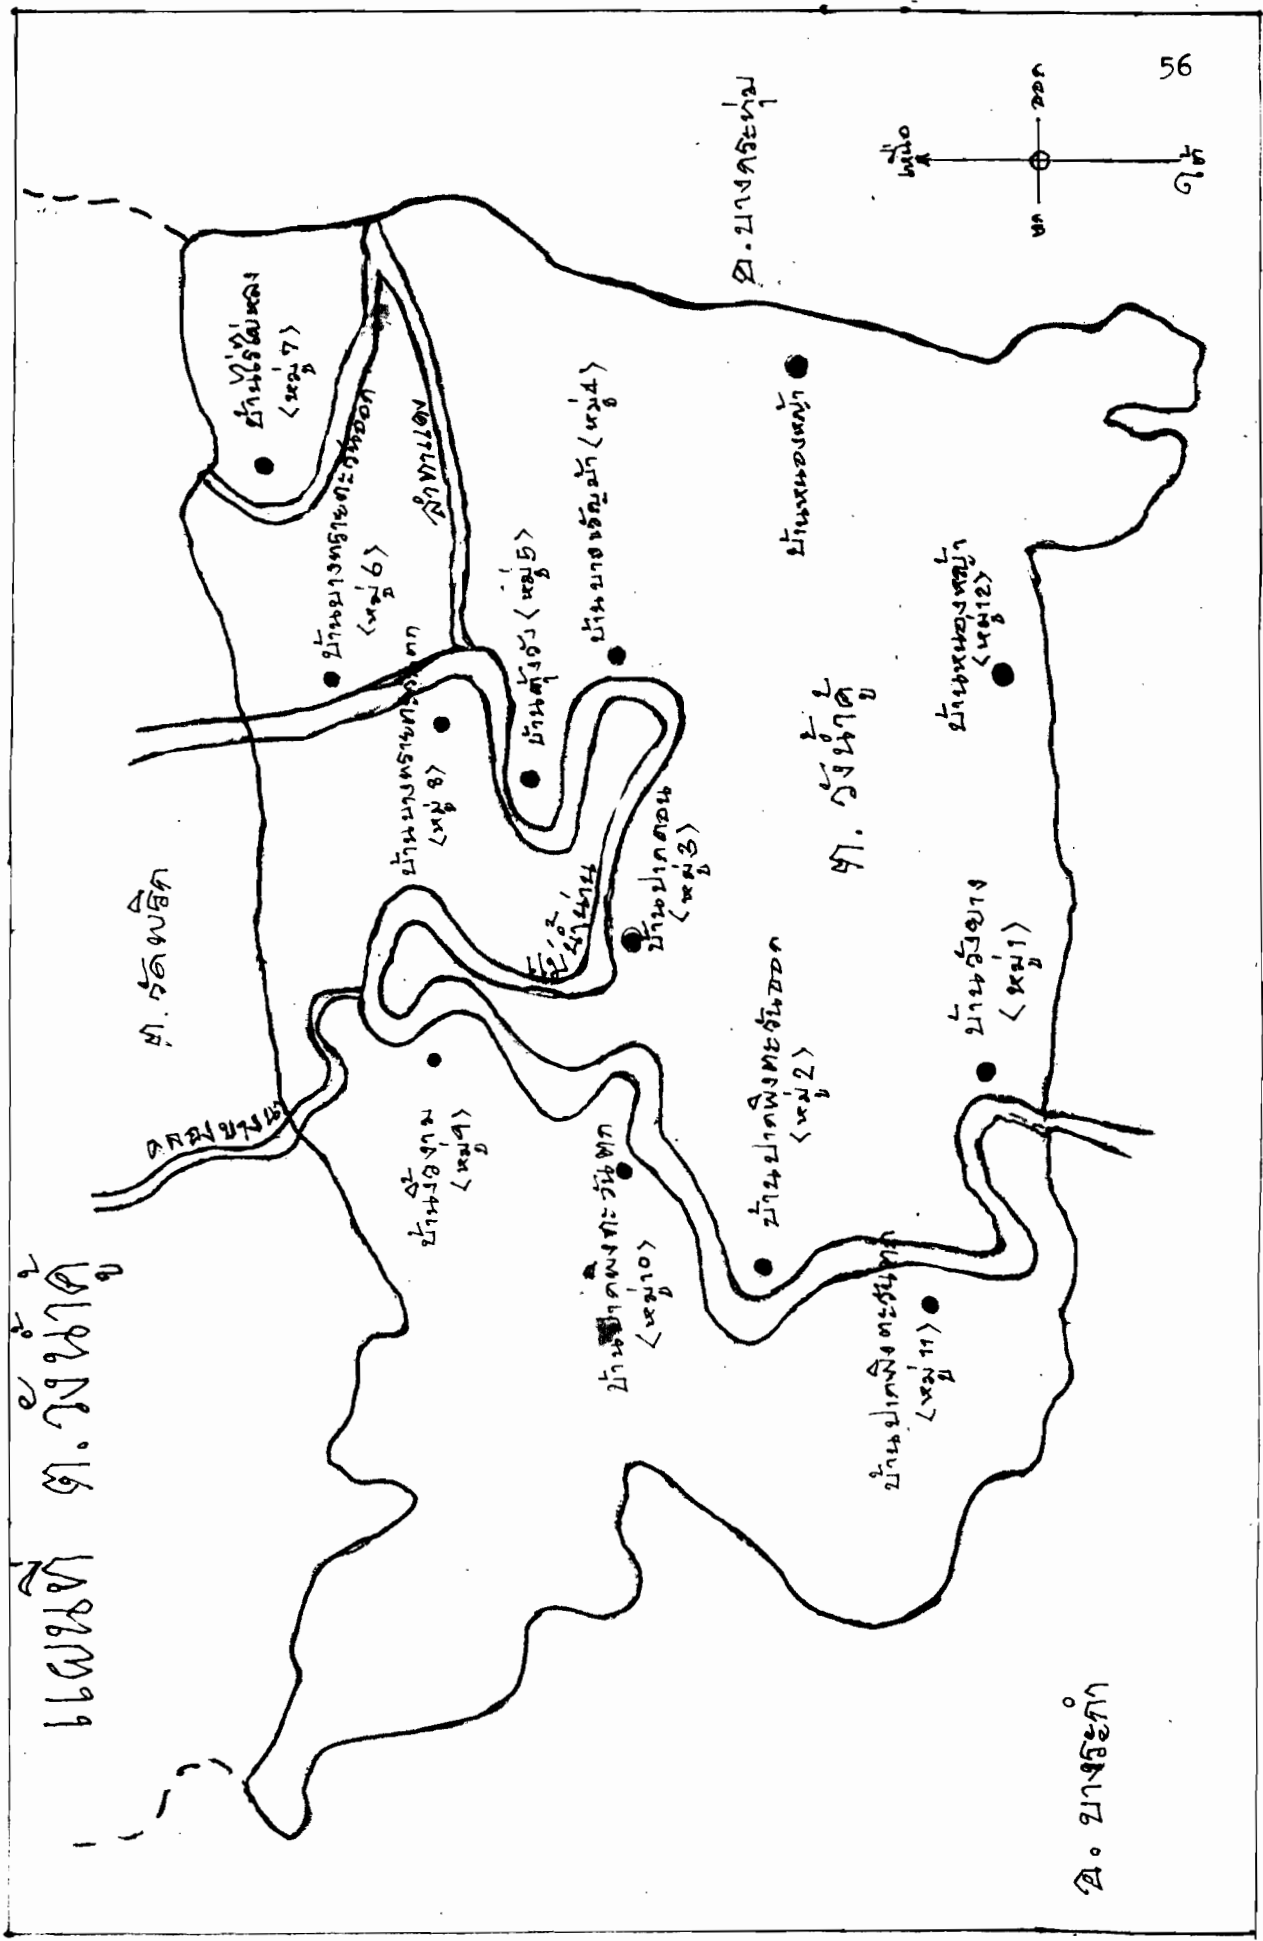 56
แผนที่ ต. วังน้ำคู้
ต. วัดพริก
คลองบาง
บ้านไร่
(หมู่ 7)
บ้านบางทรายตะวันออก
(หมู่ 6)
บ้านบางทรายตะวันตก
(หมู่ 8)
บ้านวังวัง (หมู่ 5)
(หมู่ 4)
แม่น้ำน่าน
บ้านปากดอน
(หมู่ 3)
บ้านงิ้วงาม
(หมู่ 9)
บ้านปากพิงตะวันตก
(หมู่ 10)
บ้านปากพิงตะวันออก
(หมู่ 2)
บ้านปากพิงตะวันตก
(หมู่ 11)
บ้านวังยาง
(หมู่ 1)
ต. วังน้ำคู้
บ้านหนองหญ้า
บ้านหนองหญ้า
(หมู่ 12)
อ. บางกระทุ่ม
อ. บางระกำ
เหนือ
ออก
ตก
ใต้